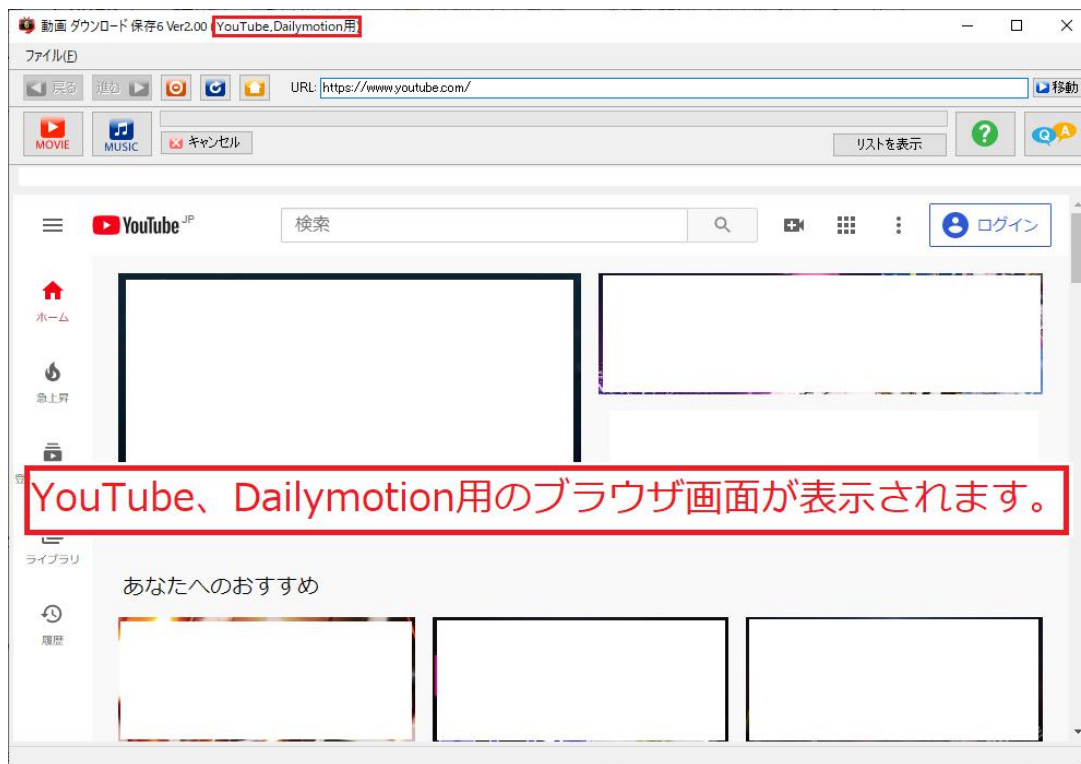 動画 ダウンロード 保存6 Ver2.00 (YouTube,Dailymotion用)
ファイル(F)
戻る 進む URL: https://www.youtube.com/ 移動
MOVIE MUSIC キャンセル リストを表示 ? Q A
YouTube JP 検索 ログイン
ホーム
急上昇
登
YouTube、Dailymotion用のブラウザ画面が表示されます。
ライブラリ
あなたへのおすすめ
履歴